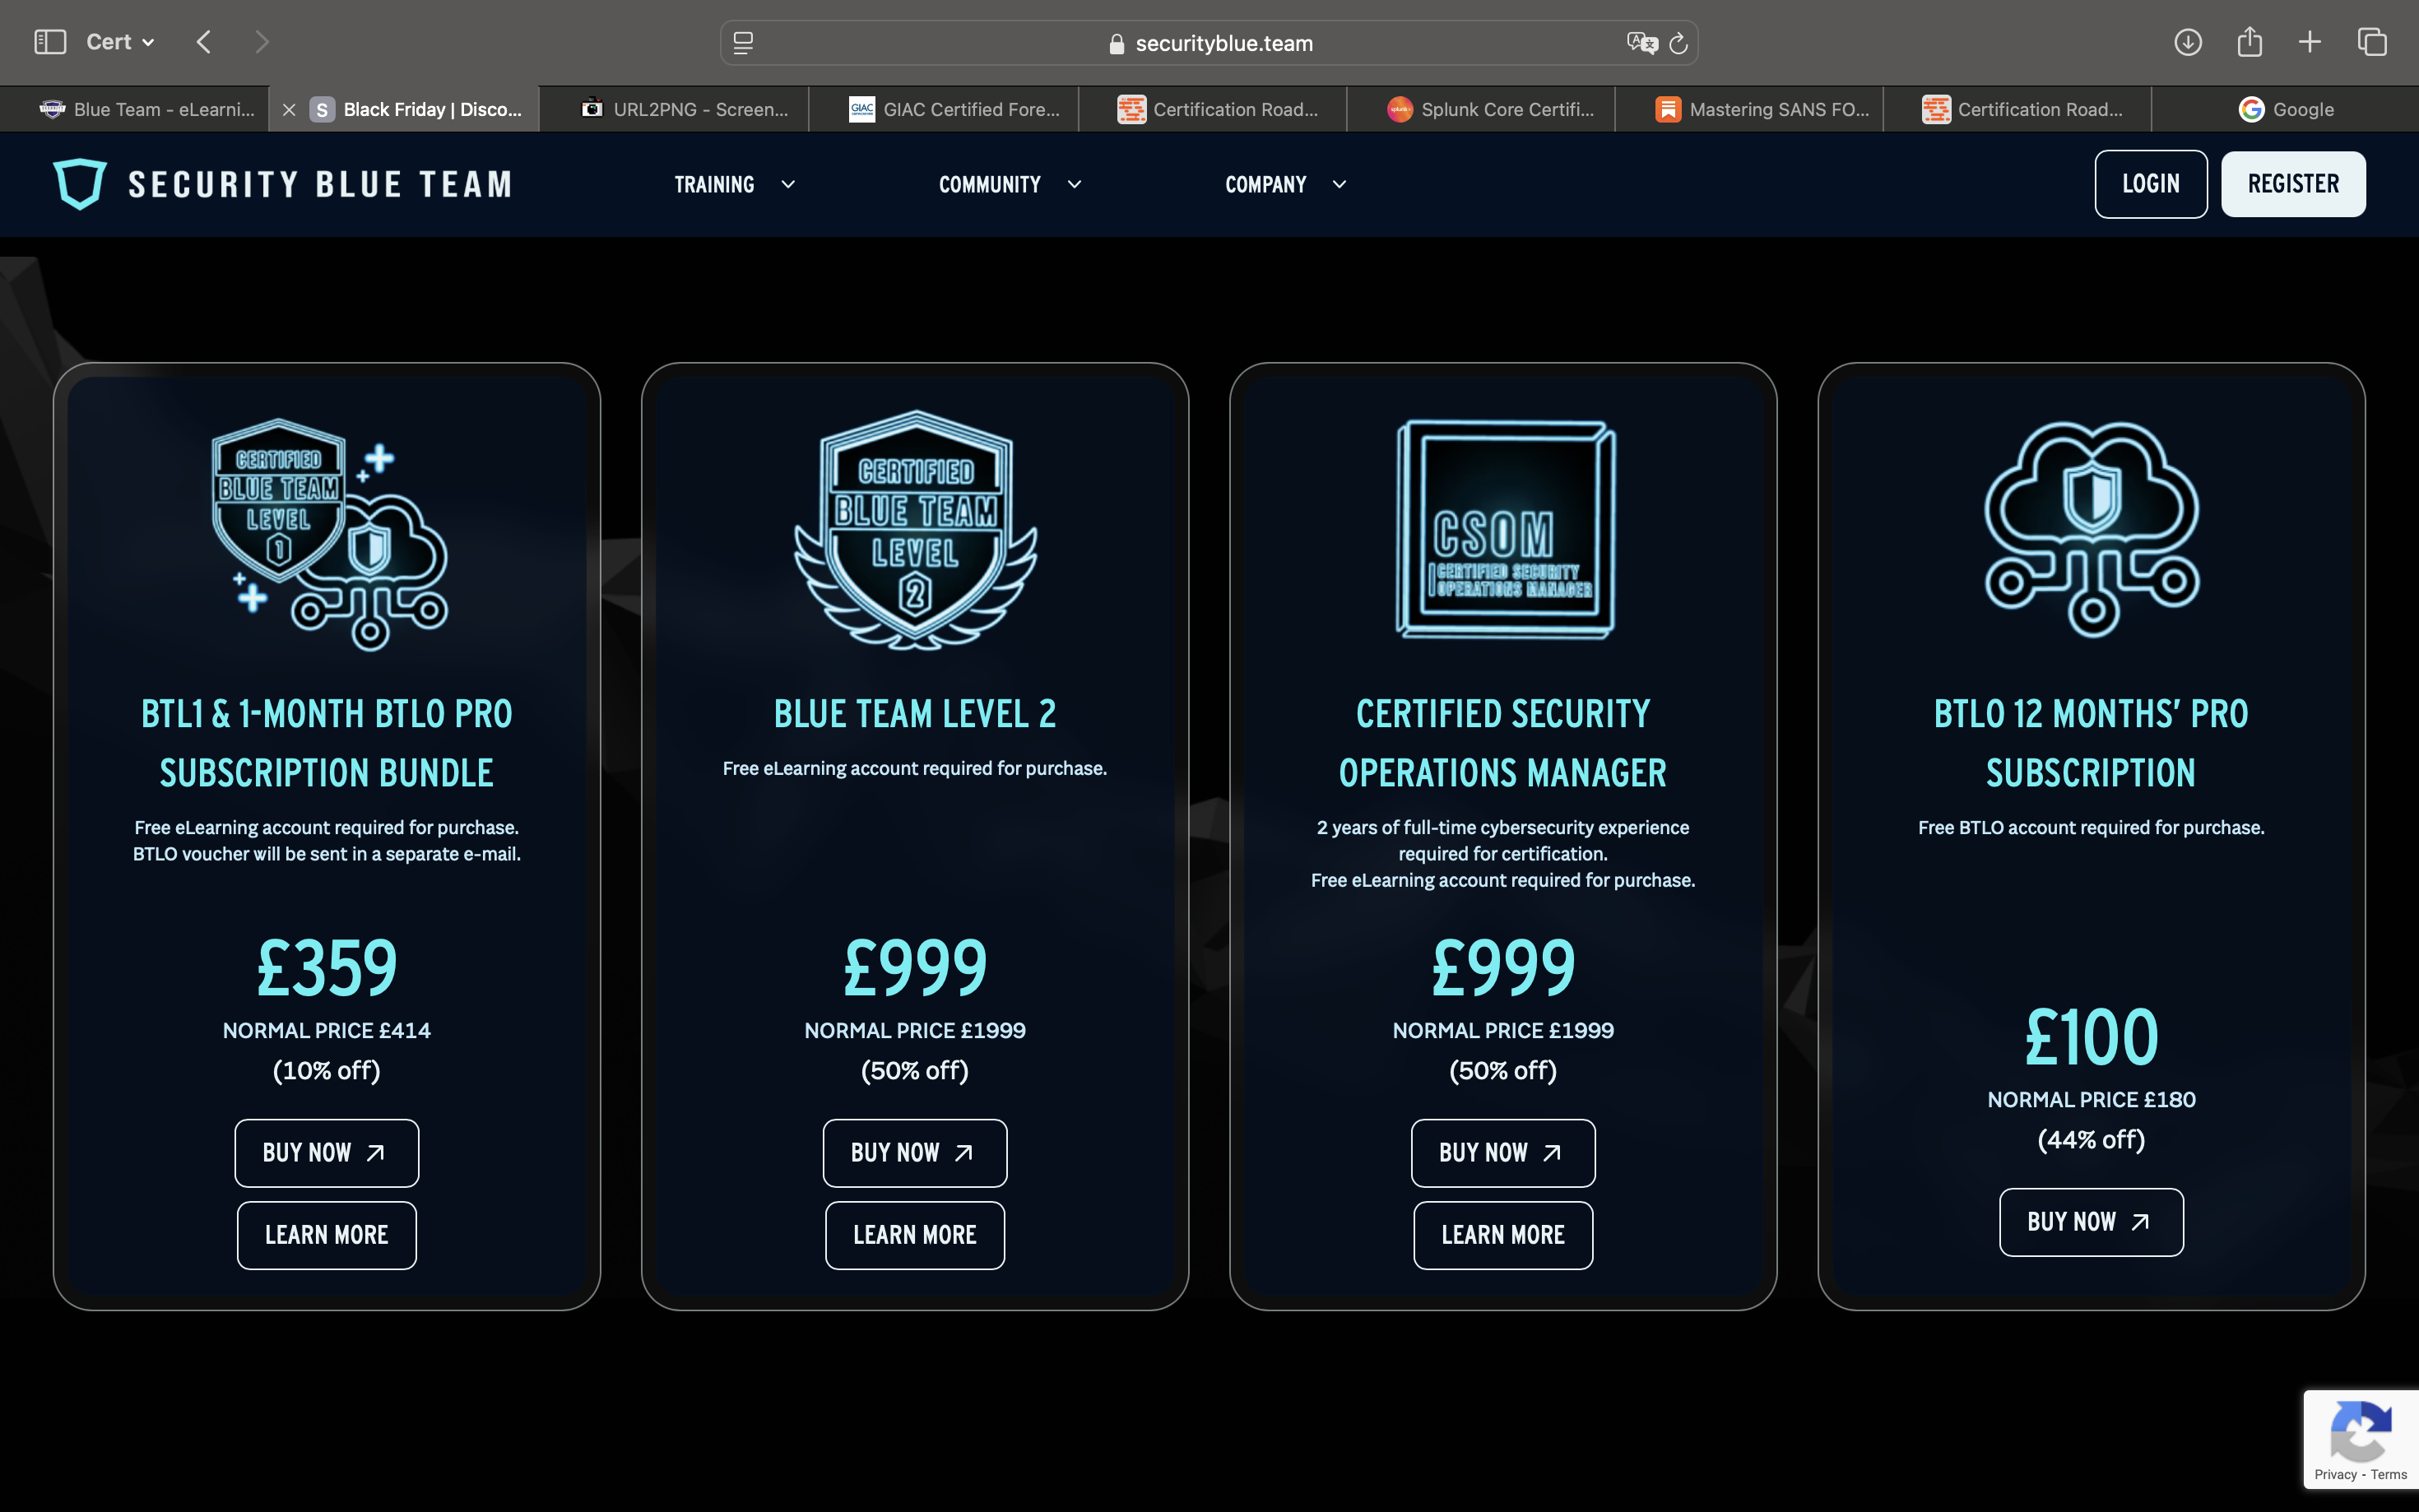 Cert
securityblue.team
Blue Team - eLearni...
S Black Friday | Disco...
URL2PNG - Screen...
GIAC GIAC Certified Fore...
Certification Road...
splunk> Splunk Core Certifi...
Mastering SANS FO...
Certification Road...
Google
SECURITY BLUE TEAM
TRAINING
COMMUNITY
COMPANY
LOGIN
REGISTER
CERTIFIED
BLUE TEAM
LEVEL
1
BTL1 & 1-MONTH BTLO PRO
SUBSCRIPTION BUNDLE
Free eLearning account required for purchase.
BTLO voucher will be sent in a separate e-mail.
£359
NORMAL PRICE £414
(10% off)
BUY NOW
LEARN MORE
CERTIFIED
BLUE TEAM
LEVEL
2
BLUE TEAM LEVEL 2
Free eLearning account required for purchase.
£999
NORMAL PRICE £1999
(50% off)
BUY NOW
LEARN MORE
CSOM
CERTIFIED SECURITY
OPERATIONS MANAGER
CERTIFIED SECURITY
OPERATIONS MANAGER
2 years of full-time cybersecurity experience
required for certification.
Free eLearning account required for purchase.
£999
NORMAL PRICE £1999
(50% off)
BUY NOW
LEARN MORE
BTLO 12 MONTHS’ PRO
SUBSCRIPTION
Free BTLO account required for purchase.
£100
NORMAL PRICE £180
(44% off)
BUY NOW
Privacy - Terms